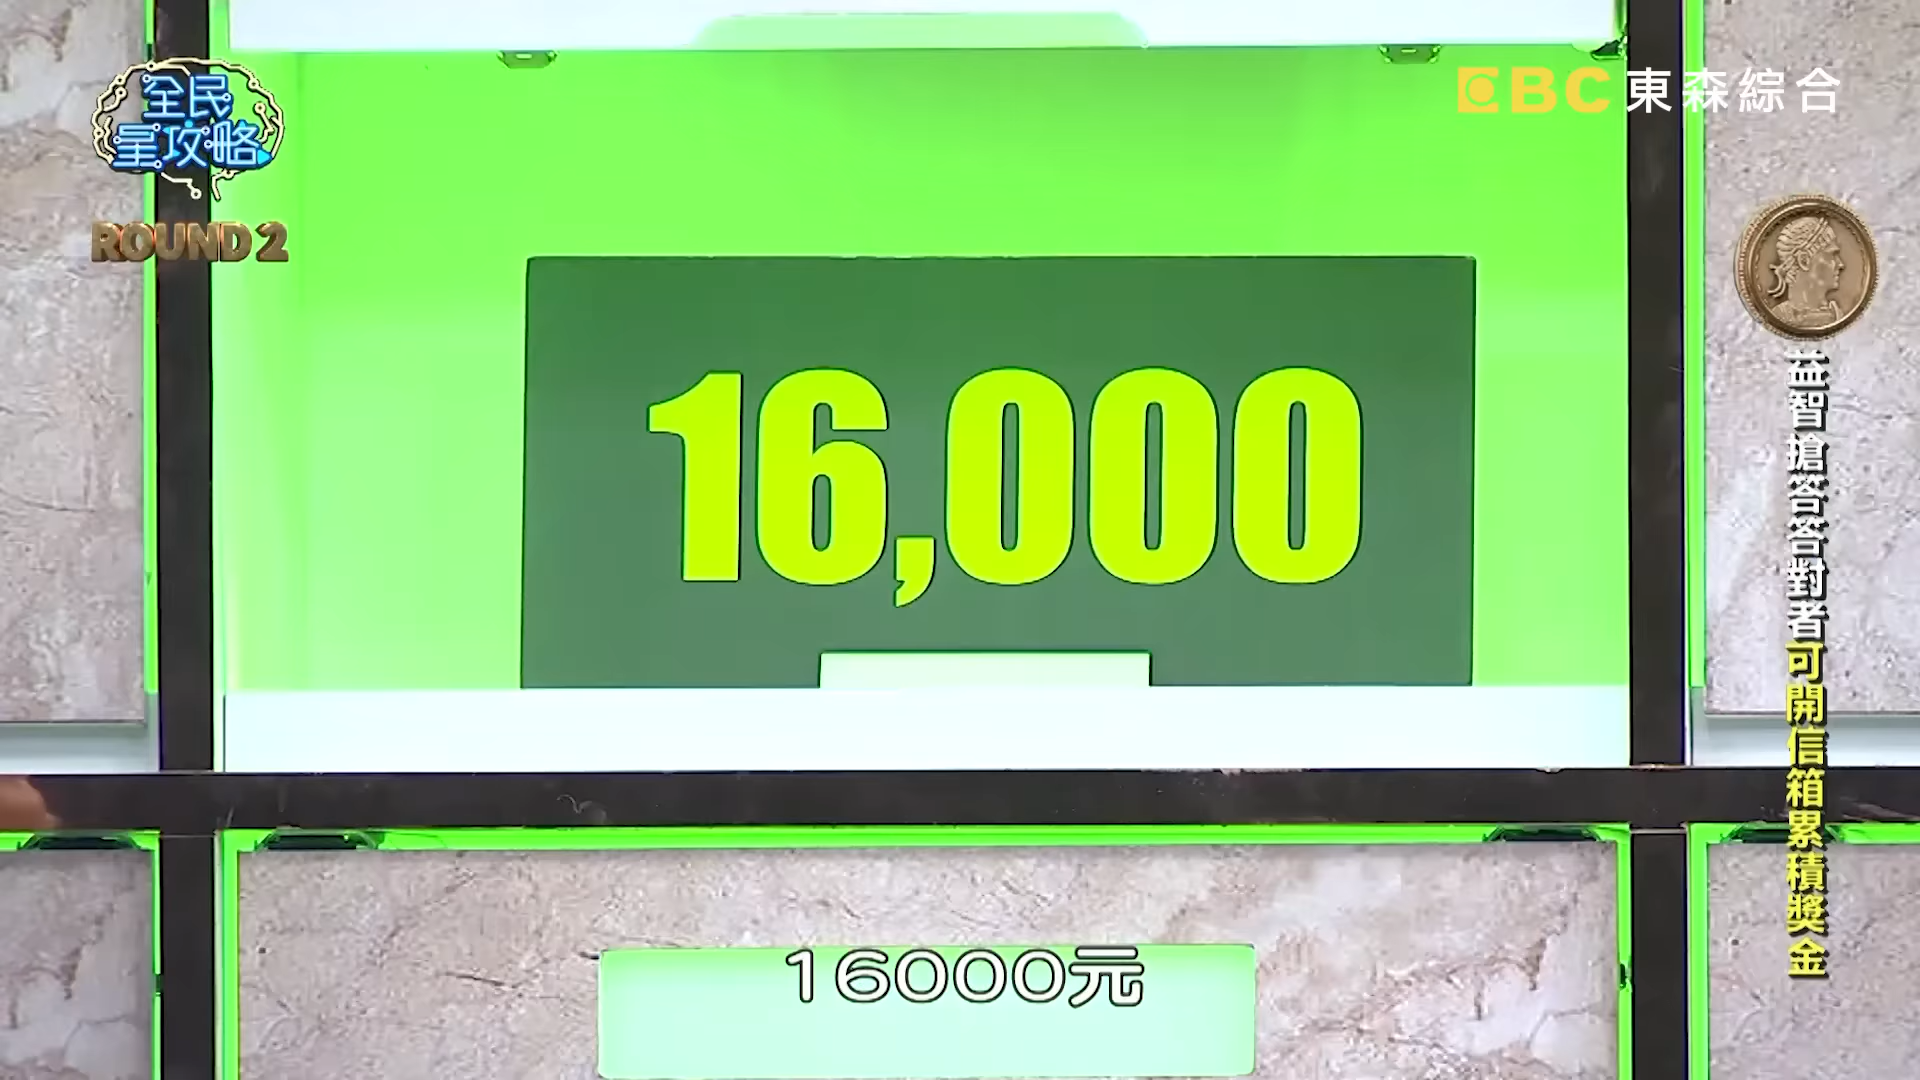 全民
星攻略
ROUND 2
EBC 東森綜合
16,000
益智搶答答對者可開信箱累積獎金
16000元